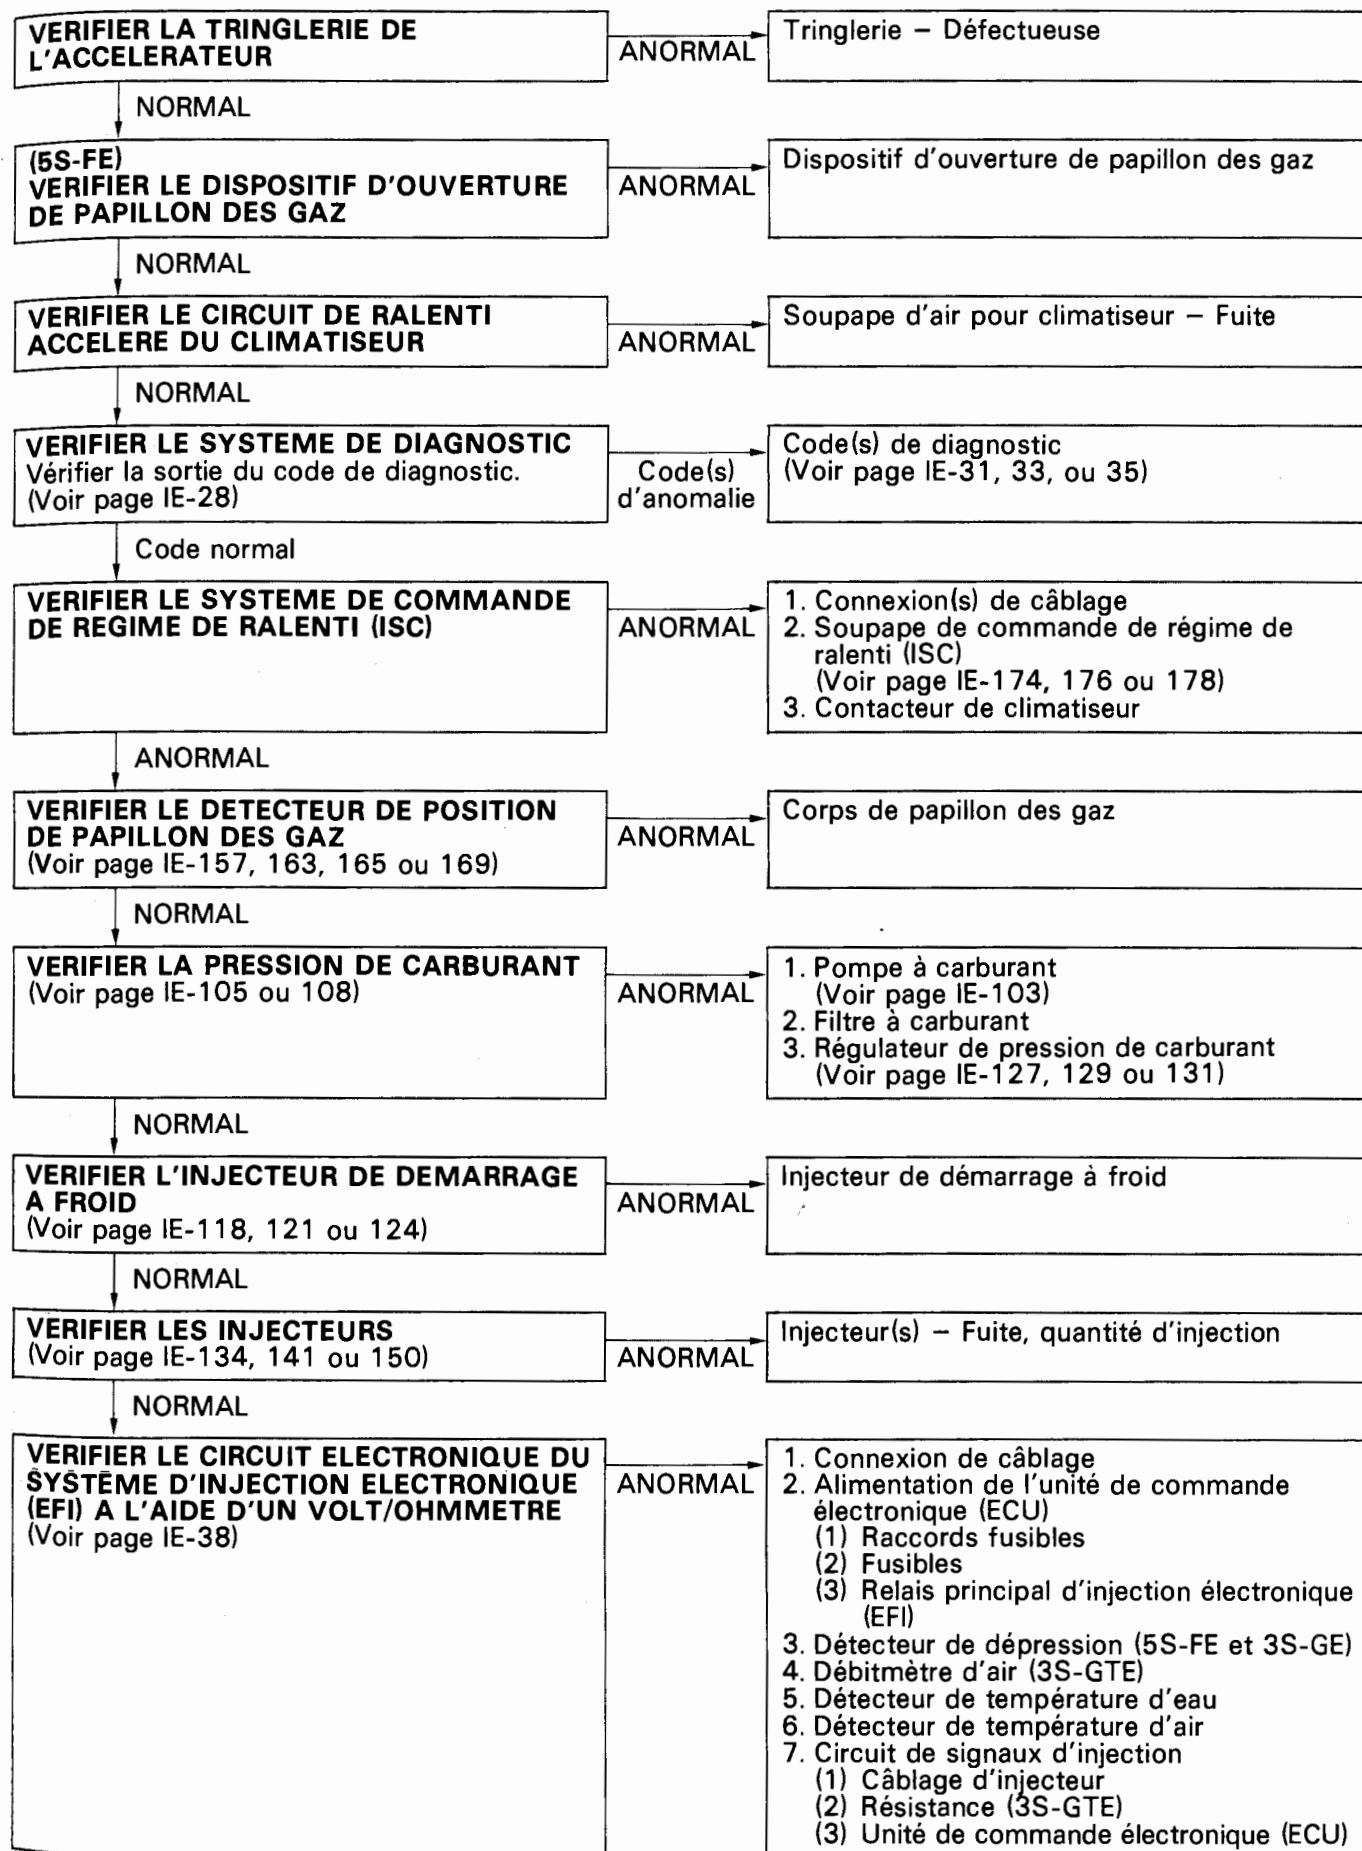 VERIFIER LA TRINGLERIE DE
L'ACCELERATEUR
ANORMAL
Tringlerie – Défectueuse
NORMAL
(5S-FE)
VERIFIER LE DISPOSITIF D'OUVERTURE
DE PAPILLON DES GAZ
ANORMAL
Dispositif d'ouverture de papillon des gaz
NORMAL
VERIFIER LE CIRCUIT DE RALENTI
ACCELERE DU CLIMATISEUR
ANORMAL
Soupape d'air pour climatiseur – Fuite
NORMAL
VERIFIER LE SYSTEME DE DIAGNOSTIC
Vérifier la sortie du code de diagnostic.
(Voir page IE-28)
Code(s)
d'anomalie
Code(s) de diagnostic
(Voir page IE-31, 33, ou 35)
Code normal
VERIFIER LE SYSTEME DE COMMANDE
DE REGIME DE RALENTI (ISC)
ANORMAL
1. Connexion(s) de câblage
2. Soupape de commande de régime de
ralenti (ISC)
(Voir page IE-174, 176 ou 178)
3. Contacteur de climatiseur
ANORMAL
VERIFIER LE DETECTEUR DE POSITION
DE PAPILLON DES GAZ
(Voir page IE-157, 163, 165 ou 169)
ANORMAL
Corps de papillon des gaz
NORMAL
VERIFIER LA PRESSION DE CARBURANT
(Voir page IE-105 ou 108)
ANORMAL
1. Pompe à carburant
(Voir page IE-103)
2. Filtre à carburant
3. Régulateur de pression de carburant
(Voir page IE-127, 129 ou 131)
NORMAL
VERIFIER L'INJECTEUR DE DEMARRAGE
A FROID
(Voir page IE-118, 121 ou 124)
ANORMAL
Injecteur de démarrage à froid
NORMAL
VERIFIER LES INJECTEURS
(Voir page IE-134, 141 ou 150)
ANORMAL
Injecteur(s) – Fuite, quantité d'injection
NORMAL
VERIFIER LE CIRCUIT ELECTRONIQUE DU
SYSTEME D'INJECTION ELECTRONIQUE
(EFI) A L'AIDE D'UN VOLT/OHMMETRE
(Voir page IE-38)
ANORMAL
1. Connexion de câblage
2. Alimentation de l'unité de commande
électronique (ECU)
(1) Raccords fusibles
(2) Fusibles
(3) Relais principal d'injection électronique
(EFI)
3. Détecteur de dépression (5S-FE et 3S-GE)
4. Débitmètre d'air (3S-GTE)
5. Détecteur de température d'eau
6. Détecteur de température d'air
7. Circuit de signaux d'injection
(1) Câblage d'injecteur
(2) Résistance (3S-GTE)
(3) Unité de commande électronique (ECU)